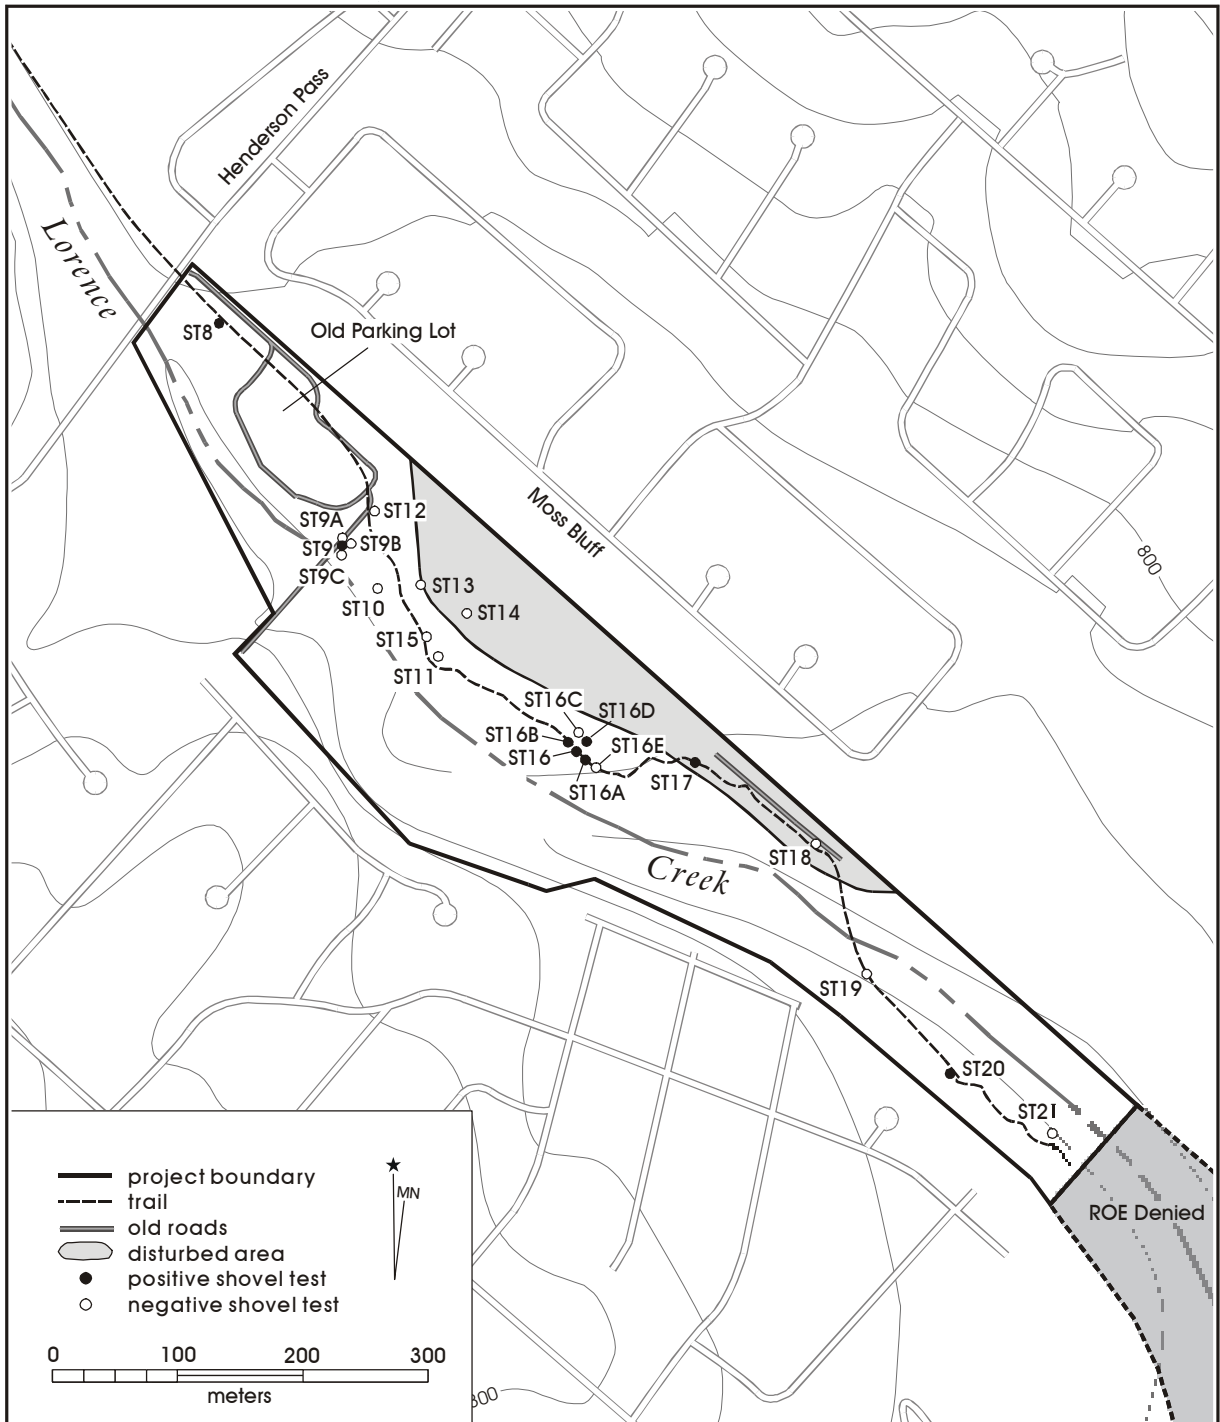 Henderson Pass
Lorence
ST8
Old Parking Lot
ST9A
ST12
ST9
ST9B
ST9C
ST10
ST13
ST14
ST15
ST11
Moss Bluff
800
ST16C
ST16D
ST16B
ST16
ST16E
ST16A
ST17
ST18
Creek
ST19
ST20
ST21
ROE Denied
project boundary
trail
old roads
disturbed area
positive shovel test
negative shovel test
MN
0 100 200 300
meters
800